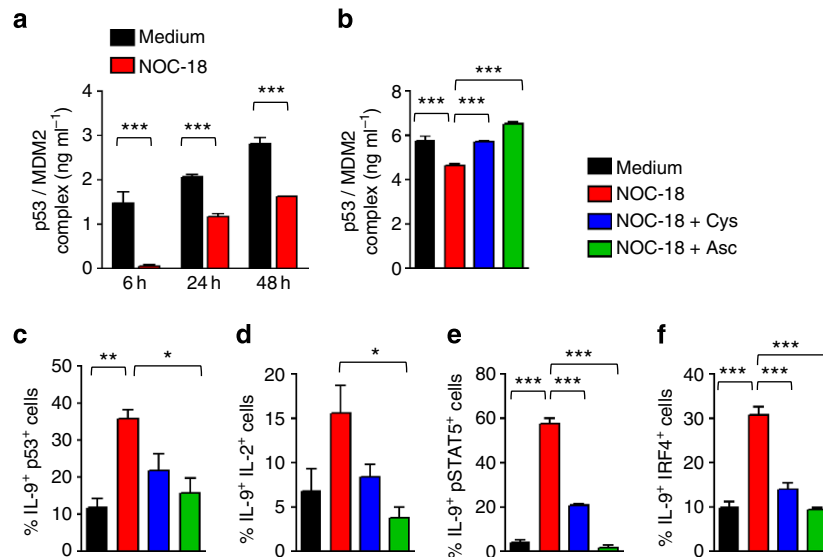 a
Medium
NOC-18
p53 / MDM2
complex (ng ml⁻¹)
4
3
2
1
0
***
***
***
6 h
24 h
48 h
b
p53 / MDM2
complex (ng ml⁻¹)
8
6
4
2
0
***
***
***
Medium
NOC-18
NOC-18 + Cys
NOC-18 + Asc
c
% IL-9⁺ p53⁺ cells
50
40
30
20
10
0
**
*
d
% IL-9⁺ IL-2⁺ cells
20
15
10
5
0
*
e
% IL-9⁺ pSTAT5⁺ cells
80
60
40
20
0
***
***
***
f
% IL-9⁺ IRF4⁺ cells
40
30
20
10
0
***
***
***